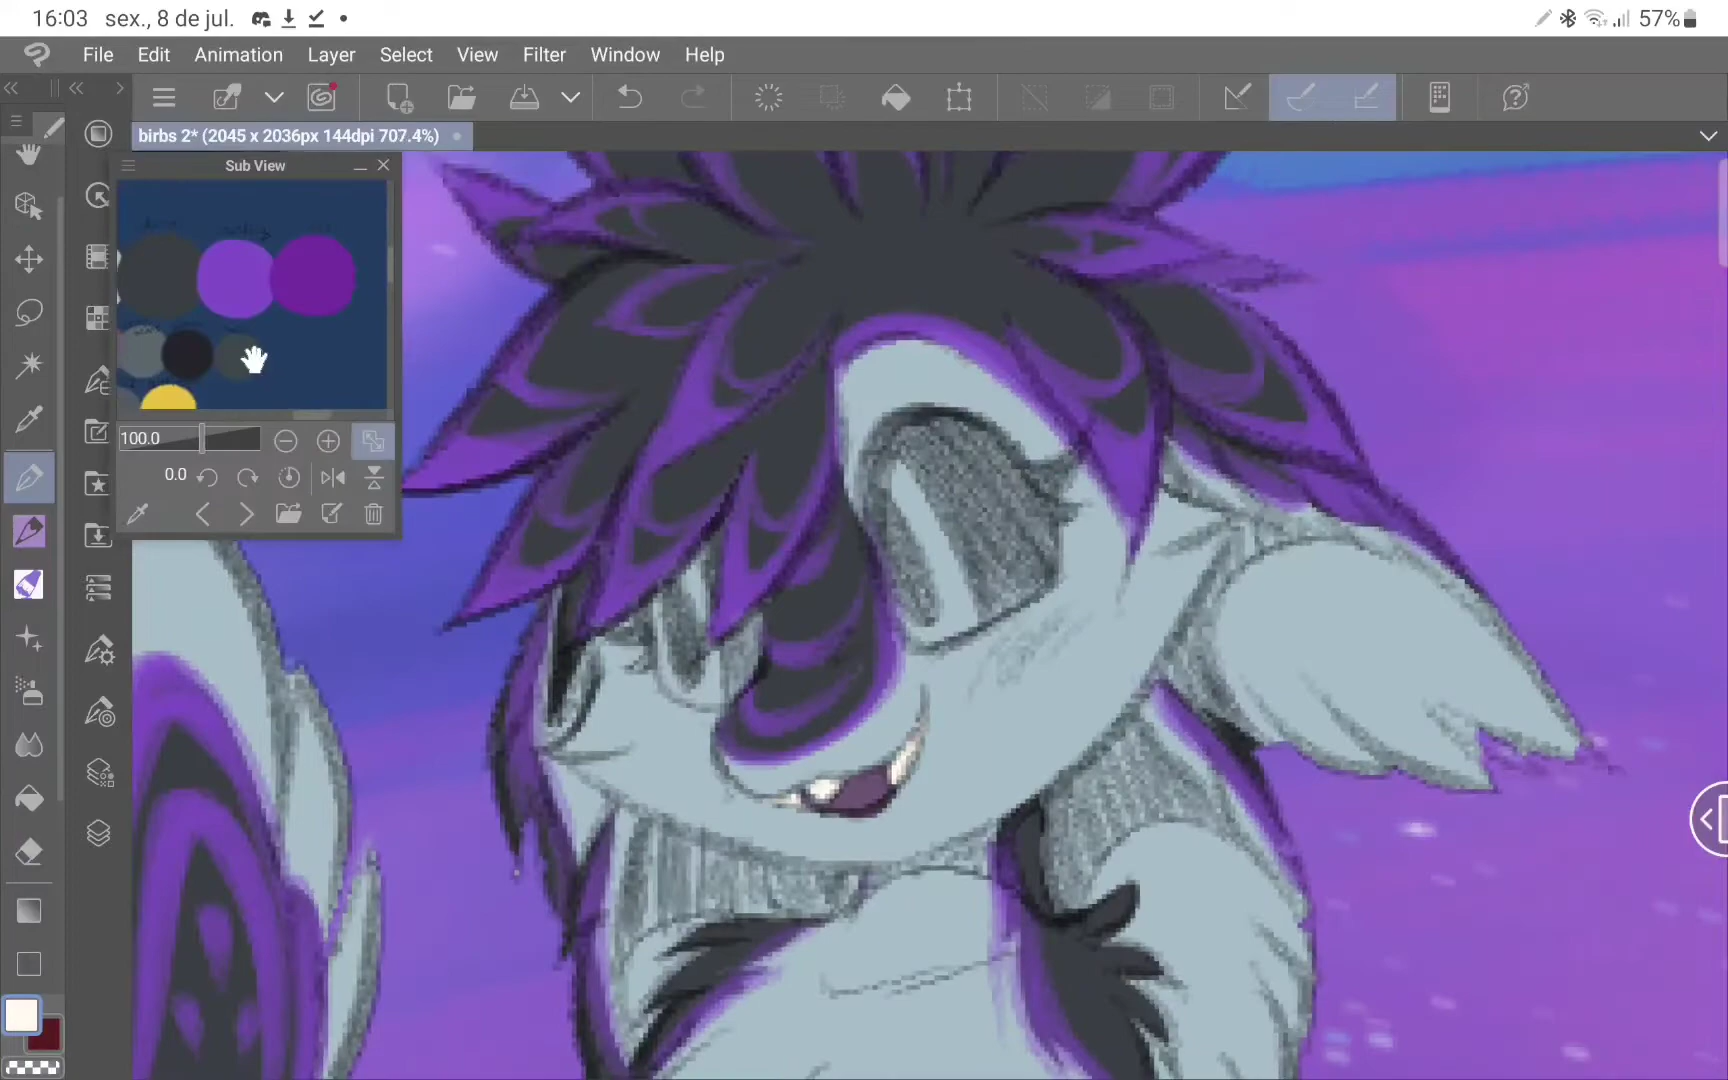 16:03 sex., 8 de jul. 57%
File Edit Animation Layer Select View Filter Window Help
birbs 2* (2045 x 2036px 144dpi 707.4%)
Sub View
100.0
0.0